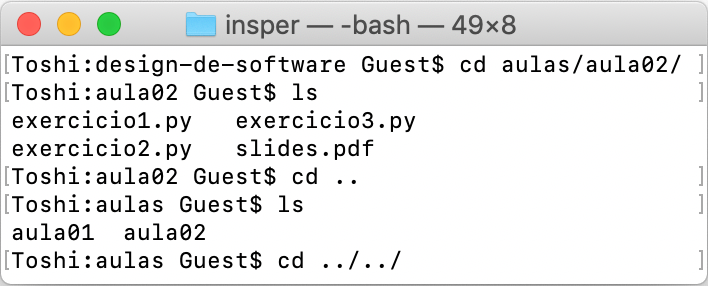 insper — -bash — 49×8
[Toshi:design-de-software Guest$ cd aulas/aula02/ ]
[Toshi:aula02 Guest$ ls ]
exercicio1.py   exercicio3.py
exercicio2.py   slides.pdf
[Toshi:aula02 Guest$ cd .. ]
[Toshi:aulas Guest$ ls ]
aula01  aula02
[Toshi:aulas Guest$ cd ../../ ]